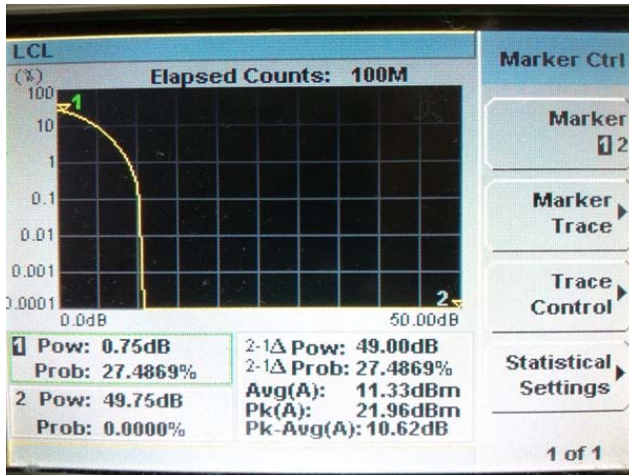 LCL
Marker Ctrl
(%)
Elapsed Counts: 100M
100
1
10
1
0.1
0.01
0.001
0.0001
2
0.0dB
50.00dB
1 Pow: 0.75dB
Prob: 27.4869%
2 Pow: 49.75dB
Prob: 0.0000%
2-1Δ Pow: 49.00dB
2-1Δ Prob: 27.4869%
Avg(A): 11.33dBm
Pk(A): 21.96dBm
Pk-Avg(A): 10.62dB
Marker
1 2
Marker
Trace
Trace
Control
Statistical
Settings
1 of 1